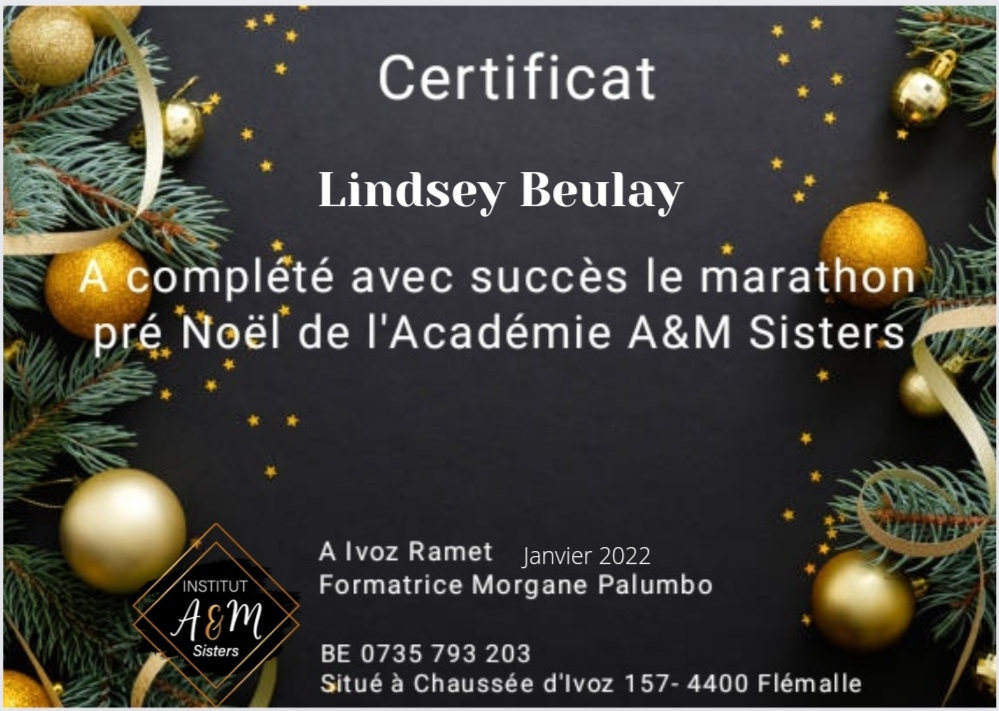 Certificat
Lindsey Beulay
A complété avec succès le marathon
pré Noël de l'Académie A&M Sisters
A Ivoz Ramet Janvier 2022
Formatrice Morgane Palumbo
INSTITUT
A&M
Sisters
BE 0735 793 203
Situé à Chaussée d'Ivoz 157- 4400 Flémalle